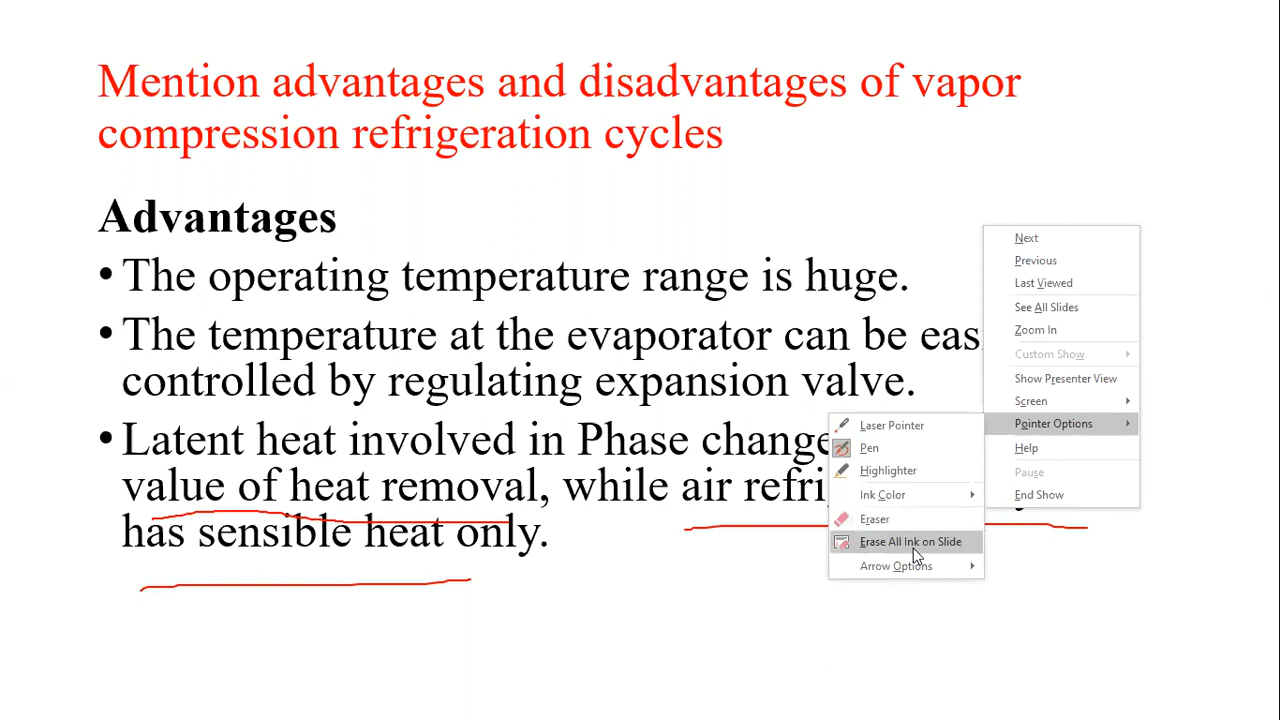 Mention advantages and disadvantages of vapor
compression refrigeration cycles
Advantages
• The operating temperature range is huge.
• The temperature at the evaporator can be
controlled by regulating expansion valve.
• Latent heat involved in Phase change
value of heat removal, while air
has sensible heat only.
Next
Previous
Last Viewed
See All Slides
Zoom In
Custom Show
Show Presenter View
Screen
Pointer Options
Help
Pause
End Show
Laser Pointer
Pen
Highlighter
Ink Color
Eraser
Erase All Ink on Slide
Arrow Options